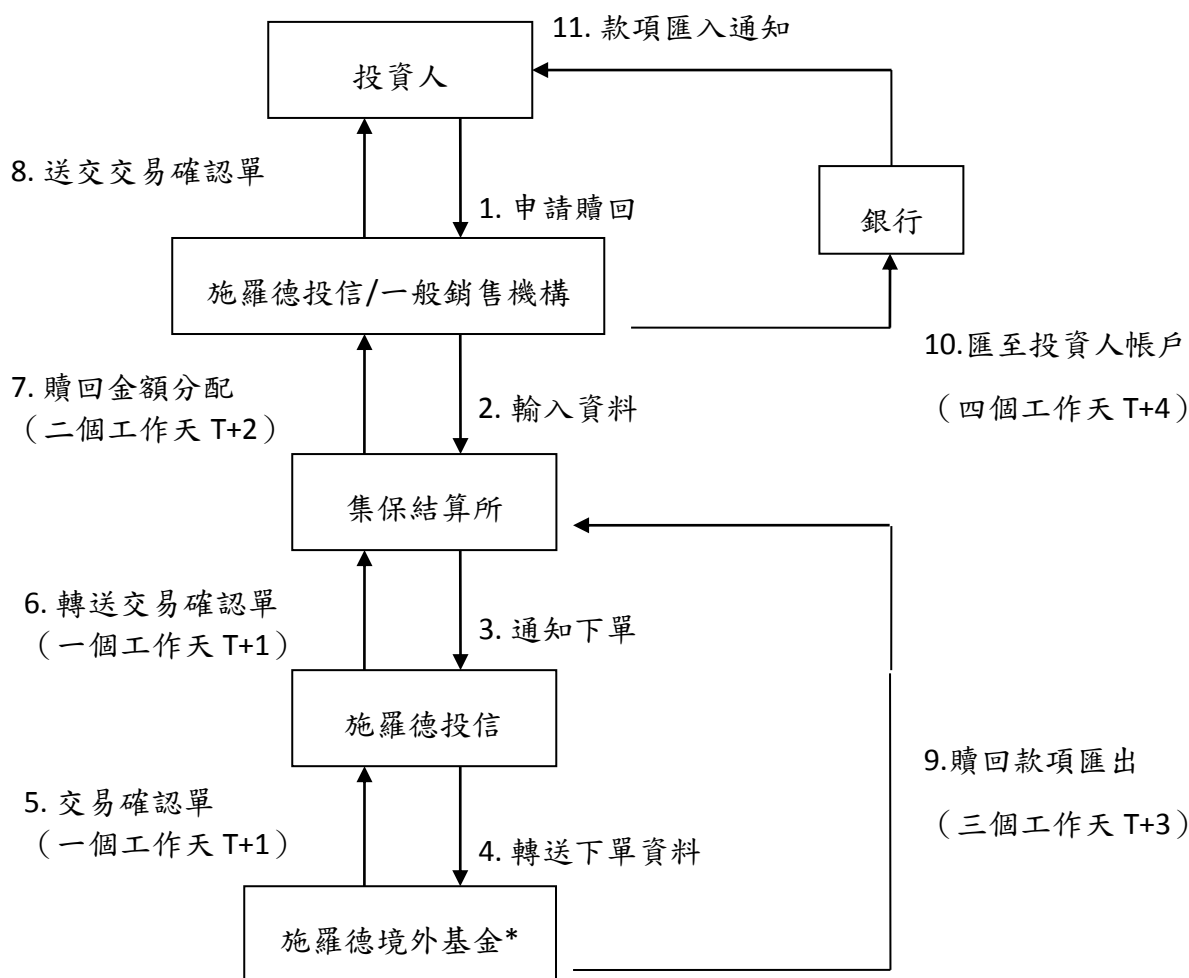 11. 款項匯入通知
投資人
8. 送交交易確認單
1. 申請贖回
銀行
施羅德投信/一般銷售機構
10.匯至投資人帳戶
（四個工作天 T+4）
7. 贖回金額分配
（二個工作天 T+2）
2. 輸入資料
集保結算所
6. 轉送交易確認單
（一個工作天 T+1）
3. 通知下單
施羅德投信
9.贖回款項匯出
（三個工作天 T+3）
5. 交易確認單
（一個工作天 T+1）
4. 轉送下單資料
施羅德境外基金*